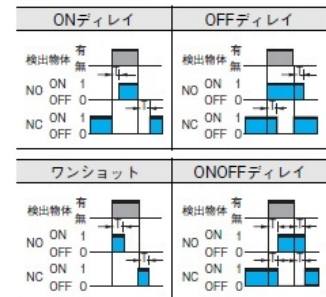 ONディレイ
検出物体 有
無
T
NO ON 1
OFF 0
T
NC ON 1
OFF 0
OFFディレイ
検出物体 有
無
T
NO ON 1
OFF 0
T
NC ON 1
OFF 0
ワンショット
検出物体 有
無
T
NO ON 1
OFF 0
T
NC ON 1
OFF 0
ONOFFディレイ
検出物体 有
無
T T
NO ON 1
OFF 0
T T
NC ON 1
OFF 0